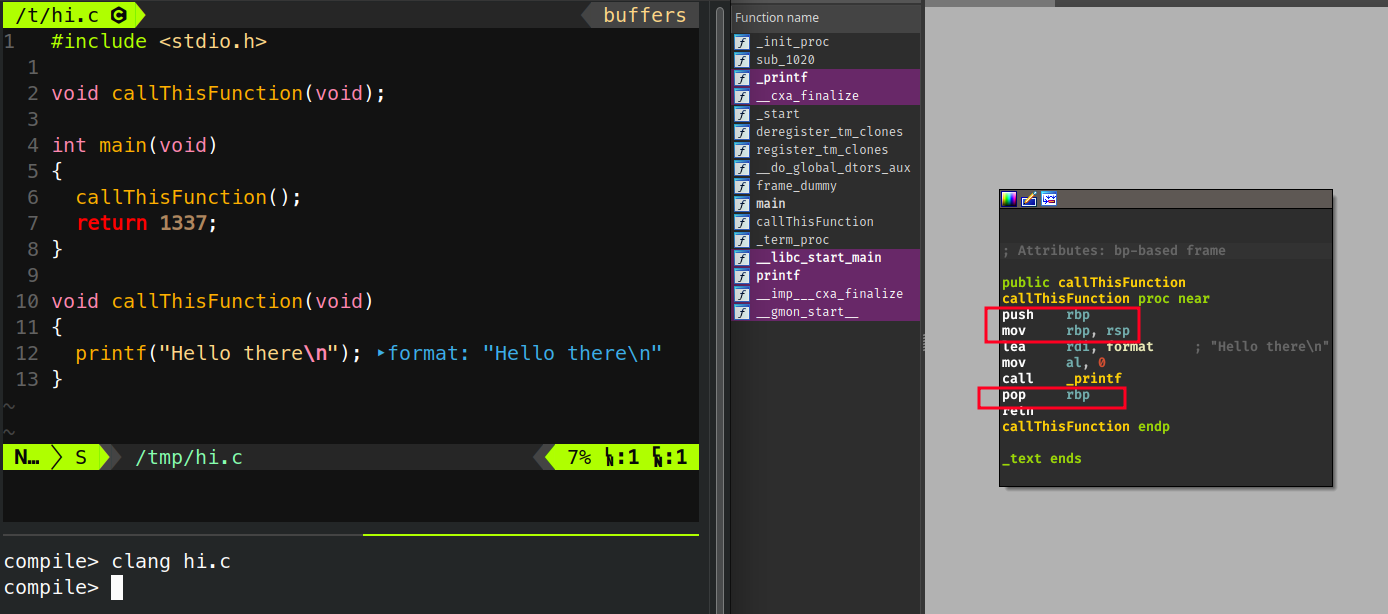 /t/hi.c
buffers
1 #include <stdio.h>
1
2 void callThisFunction(void);
3
4 int main(void)
5 {
6 callThisFunction();
7 return 1337;
8 }
9
10 void callThisFunction(void)
11 {
12 printf("Hello there\n"); ▸format: "Hello there\n"
13 }
~
~
N… S /tmp/hi.c 7% ㏑:1 ㏇:1
compile> clang hi.c
compile>
Function name
f _init_proc
f sub_1020
f _printf
f __cxa_finalize
f _start
f deregister_tm_clones
f register_tm_clones
f __do_global_dtors_aux
f frame_dummy
f main
f callThisFunction
f _term_proc
f __libc_start_main
f printf
f __imp___cxa_finalize
f __gmon_start__
; Attributes: bp-based frame
public callThisFunction
callThisFunction proc near
push rbp
mov rbp, rsp
lea rdi, format ; "Hello there\n"
mov al, 0
call _printf
pop rbp
retn
callThisFunction endp
_text ends